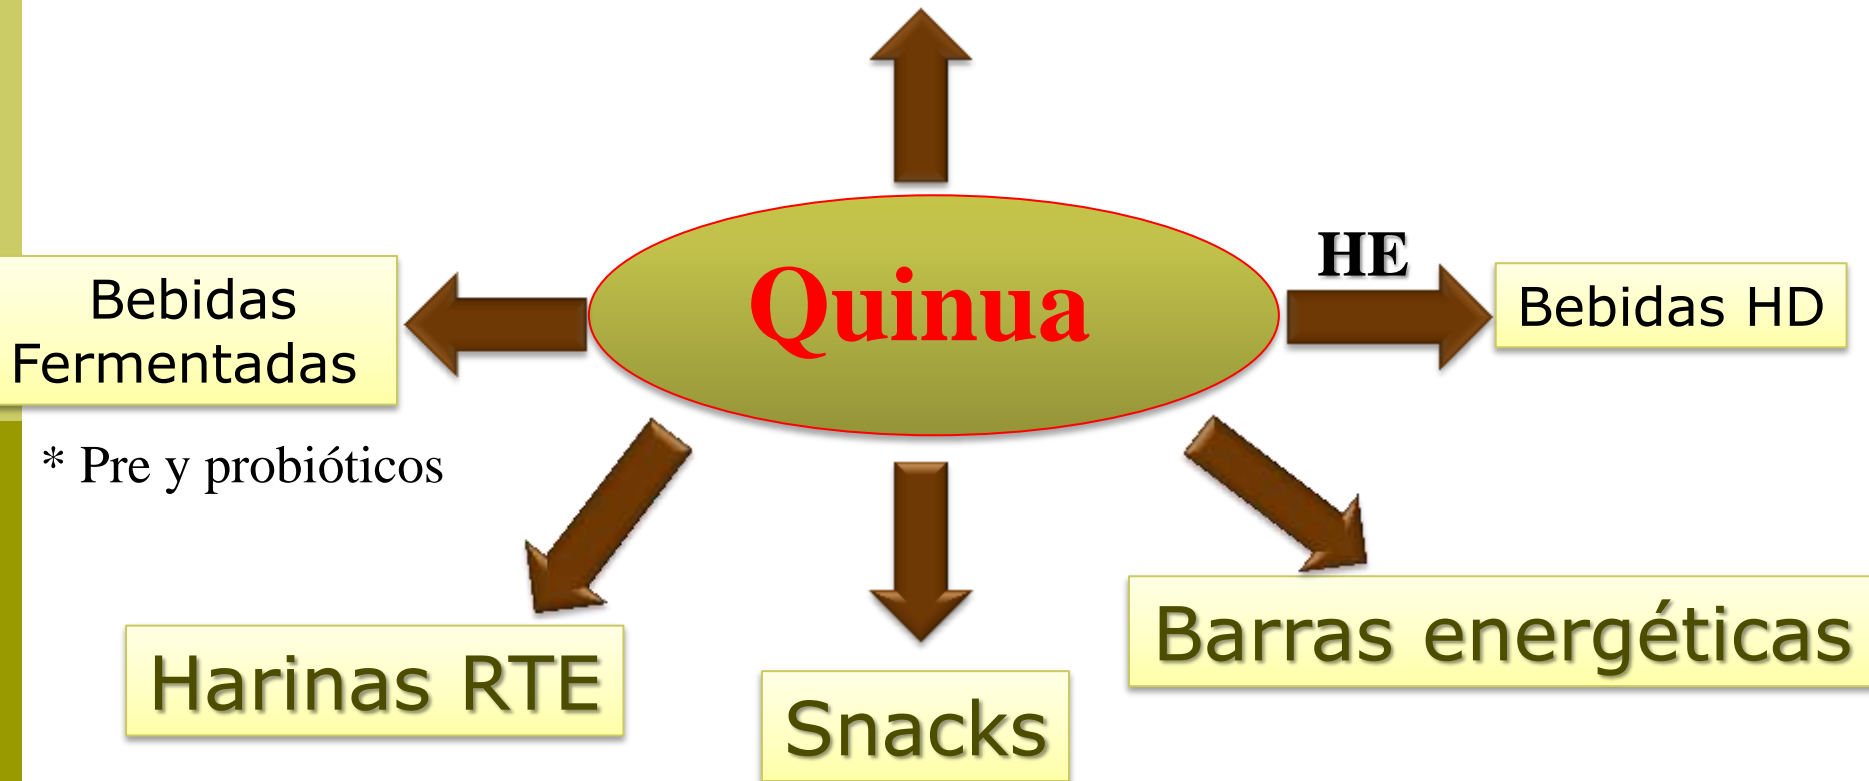 HE
Quinua
Bebidas
Fermentadas
Bebidas HD
* Pre y probióticos
Harinas RTE
Snacks
Barras energéticas